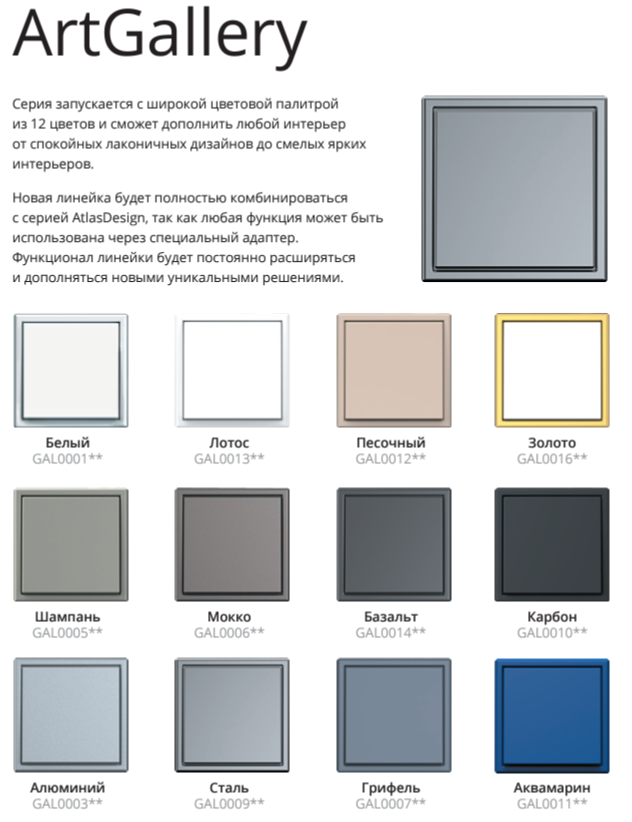 ArtGallery
Серия запускается с широкой цветовой палитрой
из 12 цветов и сможет дополнить любой интерьер
от спокойных лаконичных дизайнов до смелых ярких
интерьеров.
Новая линейка будет полностью комбинироваться
с серией AtlasDesign, так как любая функция может быть
использована через специальный адаптер.
Функционал линейки будет постоянно расширяться
и дополняться новыми уникальными решениями.
Белый
GAL0001**
Лотос
GAL0013**
Песочный
GAL0012**
Золото
GAL0016**
Шампань
GAL0005**
Мокко
GAL0006**
Базальт
GAL0014**
Карбон
GAL0010**
Алюминий
GAL0003**
Сталь
GAL0009**
Грифель
GAL0007**
Аквамарин
GAL0011**